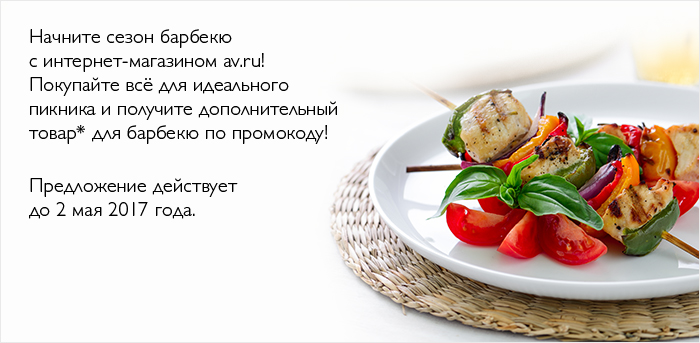 Начните сезон барбекю
с интернет-магазином av.ru!
Покупайте всё для идеального
пикника и получите дополнительный
товар* для барбекю по промокоду!
Предложение действует
до 2 мая 2017 года.